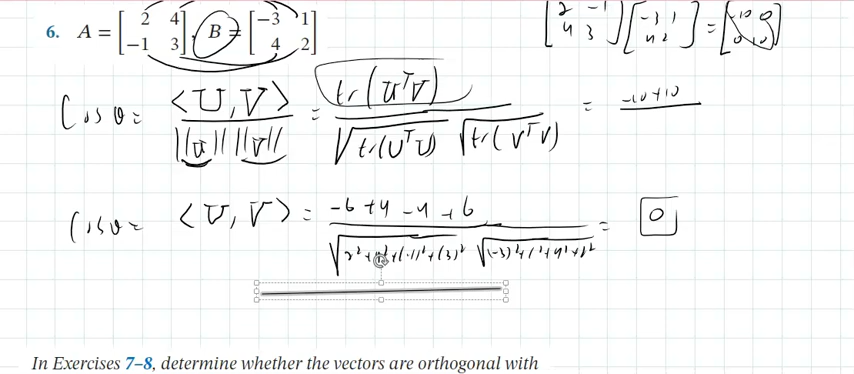 6. A = [ 2 4 ; −1 3 ], B = [ −3 1 ; 4 2 ]
[ 2 -1 ; 4 3 ] [ -3 1 ; 4 2 ] = [ -10 0 ; 0 10 ]
Cos θ = <U, V> / ||U|| ||V|| = tr(UᵀV) / √tr(UᵀU) √tr(VᵀV) = -10+10
Cos θ = <U, V> = -6+4-4+6 / √2²+4²+(-1)²+(3)² √(-3)²+1²+4²+2² = 0
In Exercises 7–8, determine whether the vectors are orthogonal with